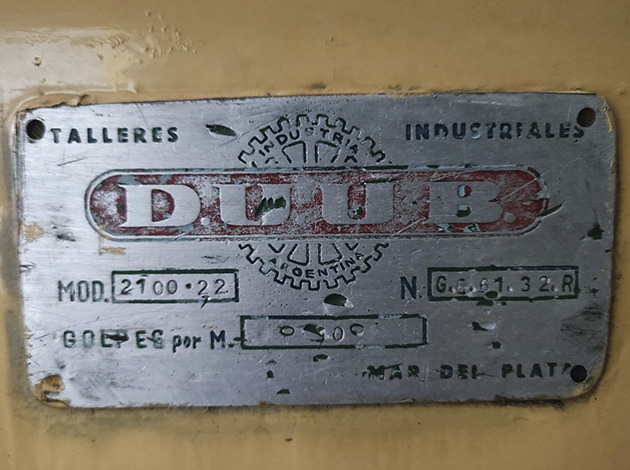 TALLERES INDUSTRIALES
INDUSTRIA
D.U U B
ARGENTINA
MOD. 2100.22 N. G.C.61.32.R
GOLPES por M.
MAR DEL PLATA